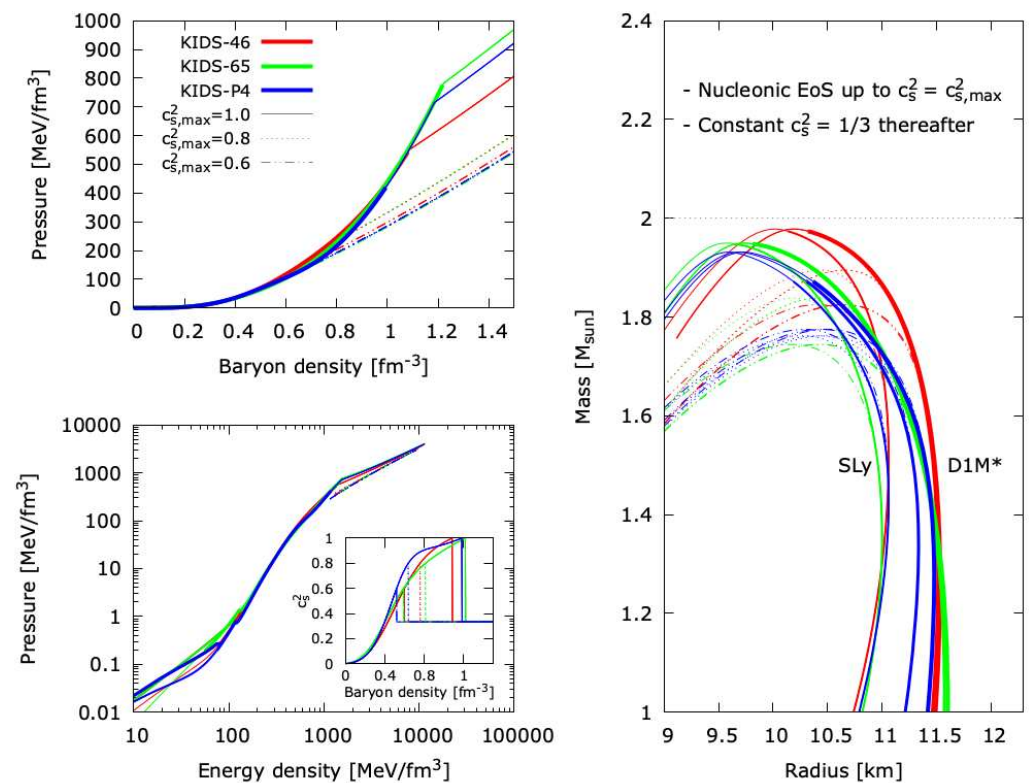 1000
900
800
700
600
500
400
300
200
100
0
Pressure [MeV/fm³]
KIDS-46
KIDS-65
KIDS-P4
c²s,max=1.0
c²s,max=0.8
c²s,max=0.6
0 0.2 0.4 0.6 0.8 1 1.2 1.4
Baryon density [fm⁻³]
10000
1000
100
10
1
0.1
0.01
Pressure [MeV/fm³]
1
0.8
0.6
0.4
0.2
0
c²s
0 0.4 0.8 1
Baryon density [fm⁻³]
10 100 1000 10000 100000
Energy density [MeV/fm³]
2.4
2.2
2
1.8
1.6
1.4
1.2
1
Mass [Msun]
- Nucleonic EoS up to c²s = c²s,max
- Constant c²s = 1/3 thereafter
SLy
D1M*
9 9.5 10 10.5 11 11.5 12
Radius [km]